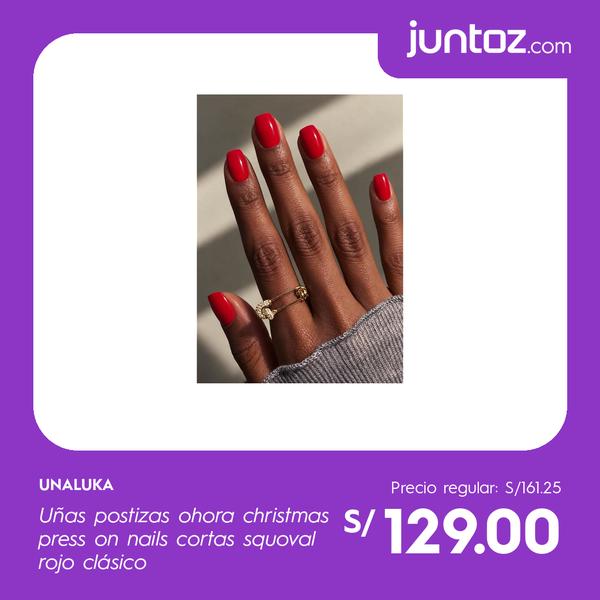 juntoz.com
UNALUKA
Uñas postizas ohora christmas
press on nails cortas squoval
rojo clásico
Precio regular: S/161.25
S/129.00